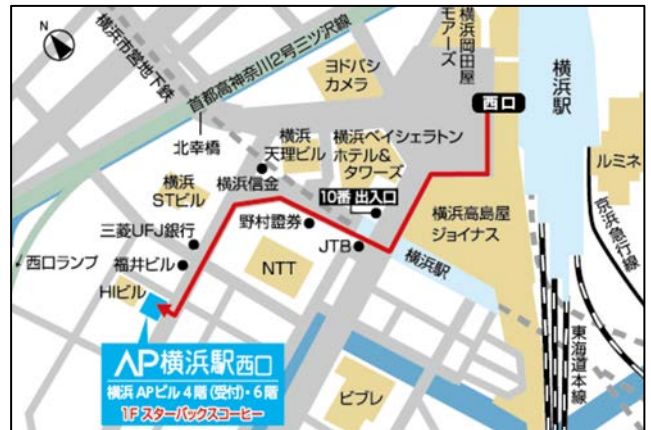 N
横浜市営地下鉄
首都高神奈川2号三ツ沢線
ヨドバシ
カメラ
横浜岡田屋
モアーズ
西口
横浜駅
ルミネ
京浜急行線
北幸橋
横浜
天理ビル
横浜ベイシェラトン
ホテル&
タワーズ
横浜信金
横浜
STビル
10番 出入口
三菱UFJ銀行
野村證券
横浜高島屋
ジョイナス
西口ランプ
福井ビル
JTB
横浜駅
NTT
HIビル
東海道本線
AP横浜駅西口
横浜 APビル 4階(受付)・6階
1F スターバックスコーヒー
ビブレ